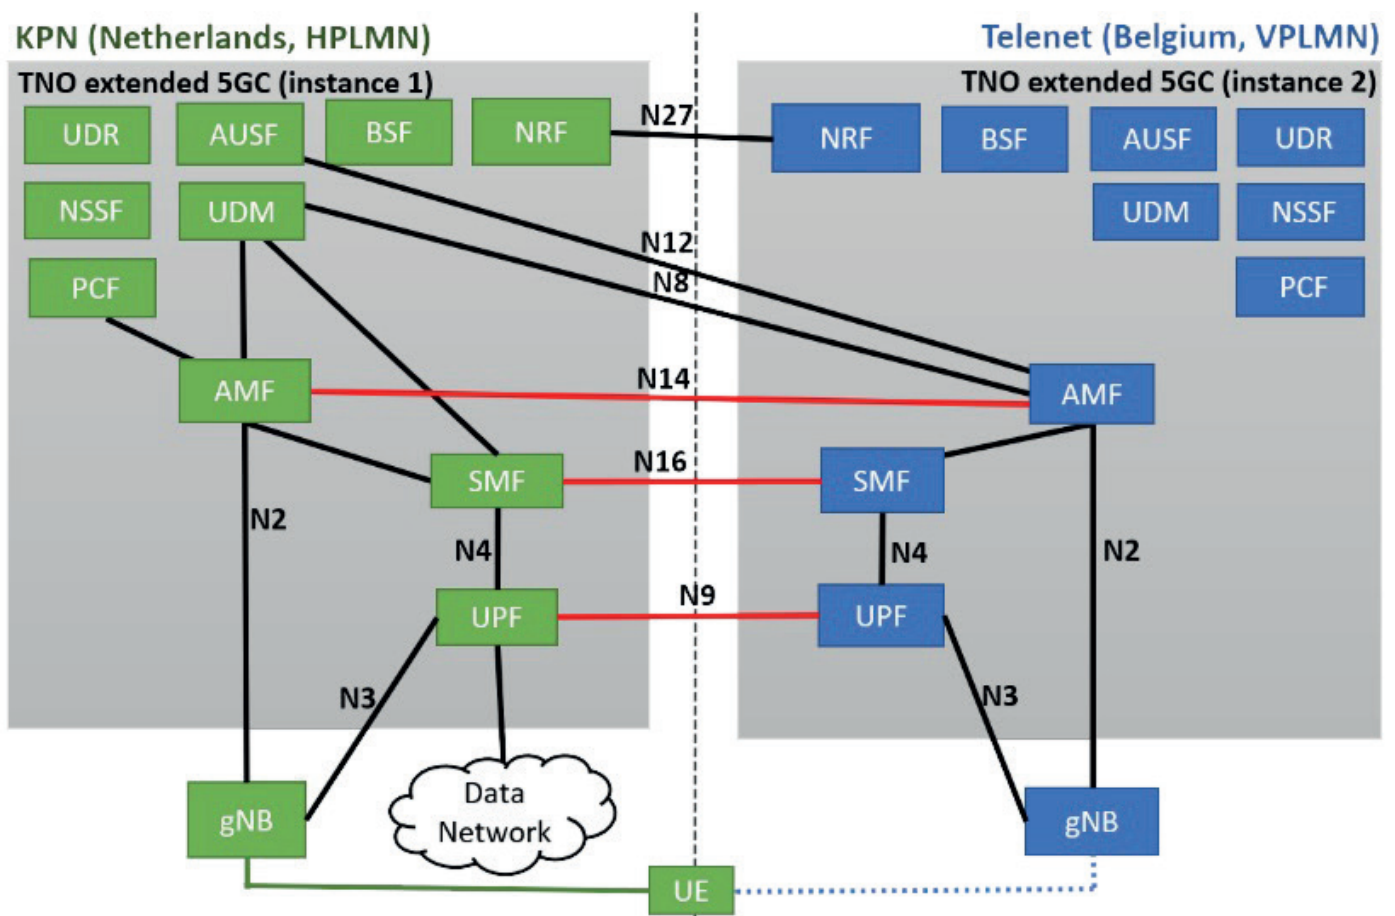 KPN (Netherlands, HPLMN)
Telenet (Belgium, VPLMN)
TNO extended 5GC (instance 1)
TNO extended 5GC (instance 2)
UDR
AUSF
BSF
NRF
N27
NRF
BSF
AUSF
UDR
NSSF
UDM
UDM
NSSF
N12
N8
PCF
PCF
AMF
N14
AMF
SMF
N16
SMF
N2
N4
N4
N2
UPF
N9
UPF
N3
N3
gNB
Data
Network
gNB
UE